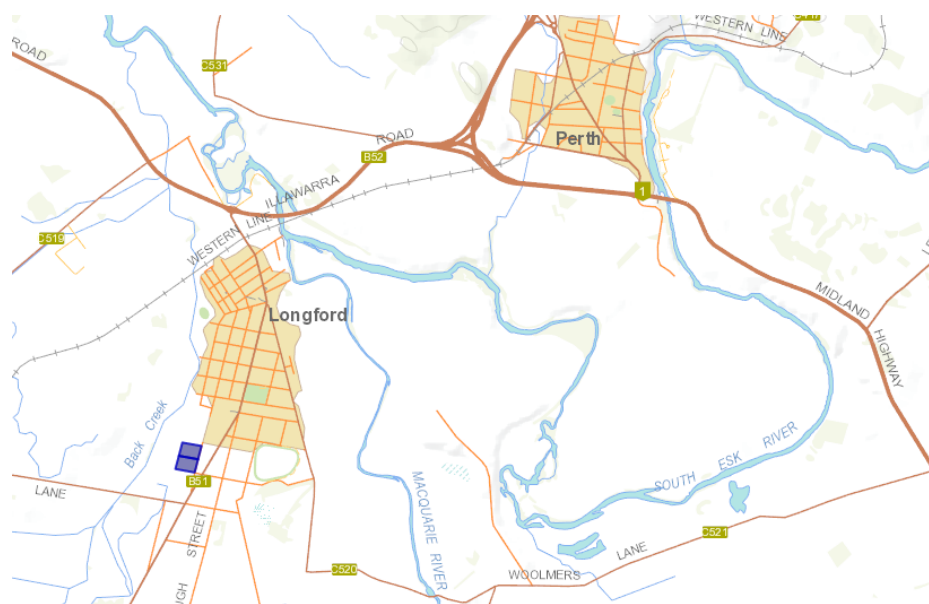 WESTERN LINE
ROAD
C531
Perth
ROAD
B52
ILLAWARRA
1
C519
WESTERN LINE
MIDLAND
HIGHWAY
Longford
Back Creek
SOUTH ESK RIVER
MACQUARIE RIVER
LANE
B51
STREET
C521
LANE
C520
WOOLMERS